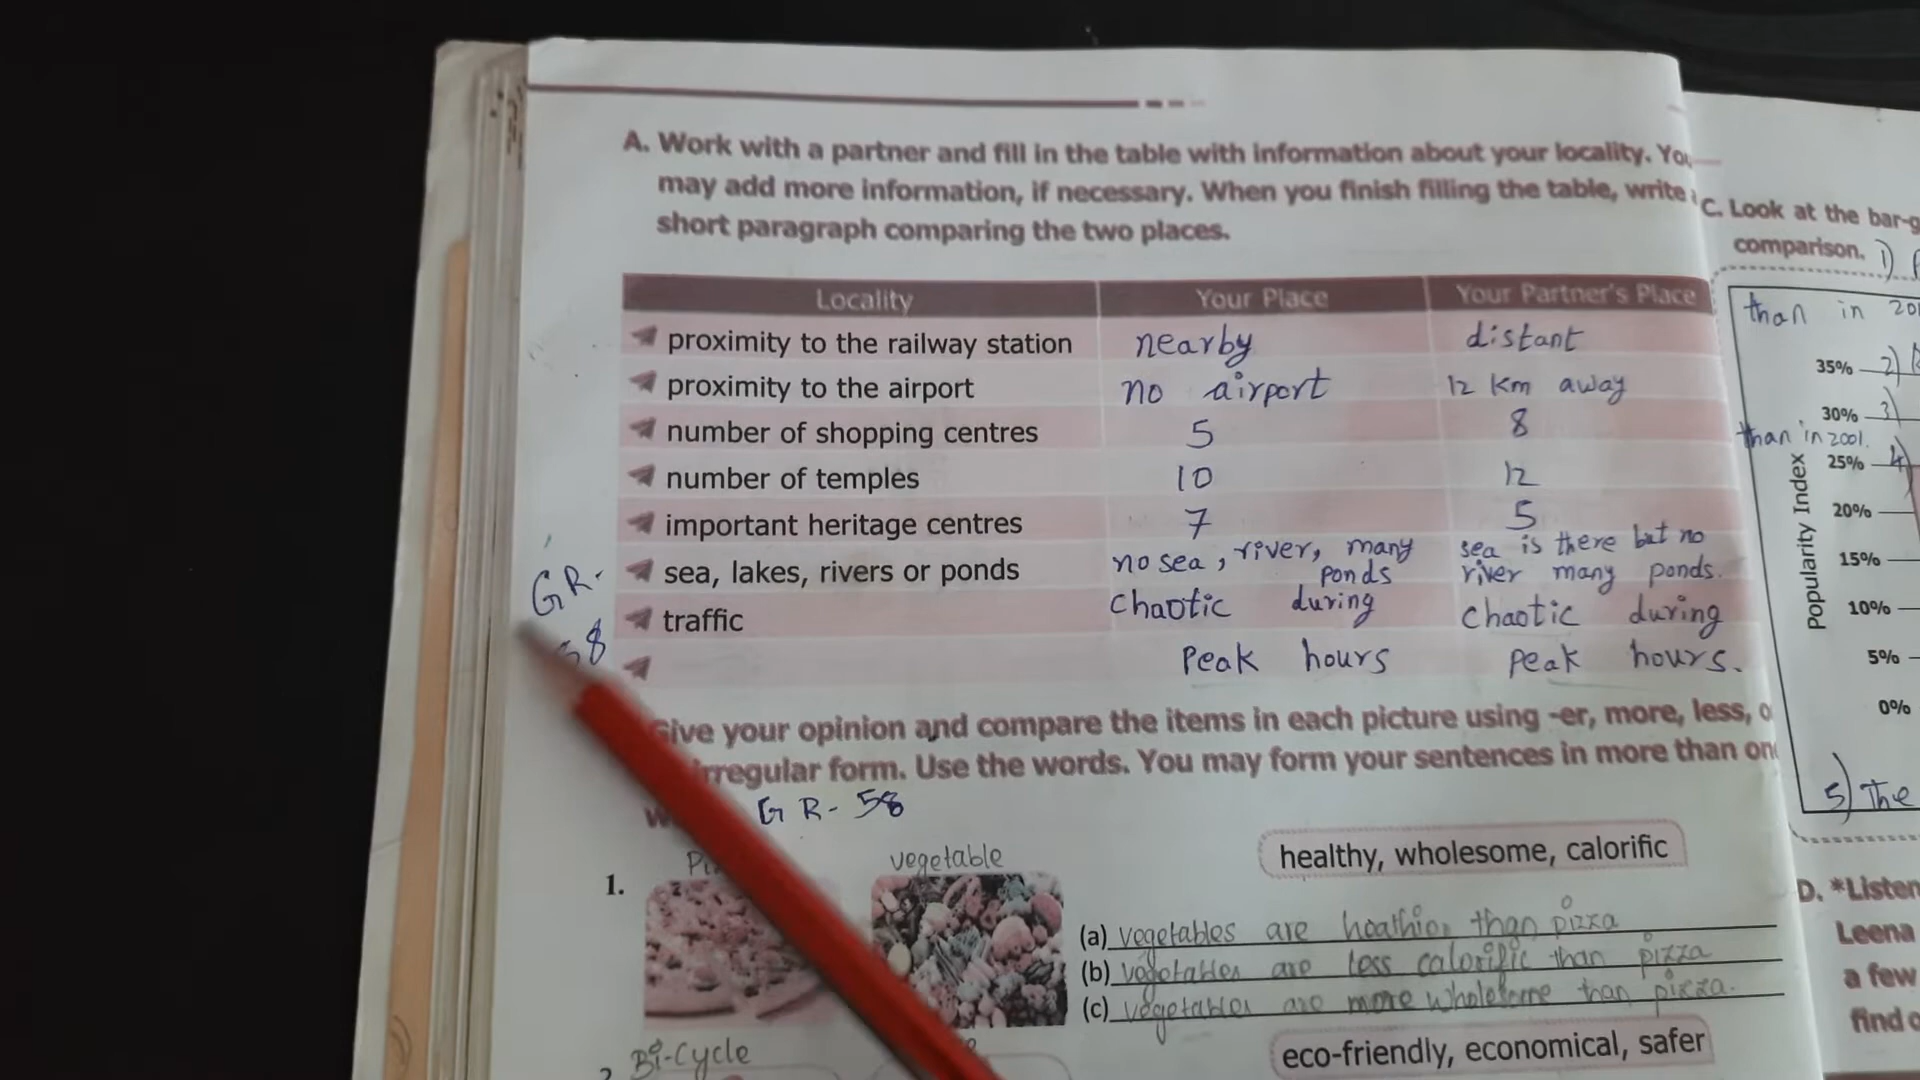 A. Work with a partner and fill in the table with information about your locality. You
may add more information, if necessary. When you finish filling the table, write
short paragraph comparing the two places.
Locality Your Place Your Partner's Place
proximity to the railway station nearby distant
proximity to the airport no airport 12 km away
number of shopping centres 5 8
number of temples 10 12
important heritage centres 7 5
sea, lakes, rivers or ponds no sea, river, many ponds sea is there but no river many ponds.
traffic chaotic during peak hours chaotic during peak hours.
GR-
58
Give your opinion and compare the items in each picture using -er, more, less,
irregular form. Use the words. You may form your sentences in more than
GR-58
1.
vegetable
healthy, wholesome, calorific
(a) vegetables are heathier than pizza
(b) vegetables are less calorific than pizza
(c) vegetables are more wholesome than pizza.
Bi-Cycle
eco-friendly, economical, safer
C. Look at the bar-g
comparison. 1)
than in
35% 2)
30% 3)
than in 2001.
25% 4)
20%
15%
10%
5%
0%
Popularity Index
5) The
D. *Listen
Leena
a few
find